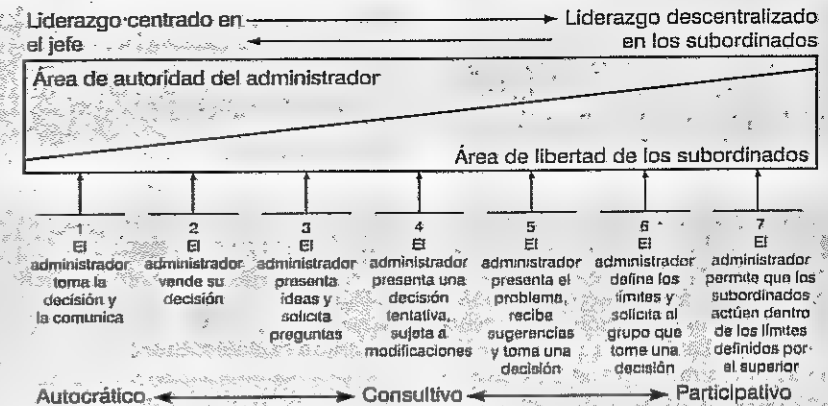 Liderazgo centrado en
el jefe
Liderazgo descentralizado
en los subordinados
Área de autoridad del administrador
Área de libertad de los subordinados
1
El
administrador
toma la
decisión y
la comunica
2
El
administrador
vende su
decisión
3
El
administrador
presenta
ideas y
solicita
preguntas
4
El
administrador
presenta una
decisión
tentativa,
sujeta a
modificaciones
5
El
administrador
presenta el
problema,
recibe
sugerencias
y toma una
decisión
6
El
administrador
define los
límites y
solicita al
grupo que
tome una
decisión
7
El
administrador
permite que los
subordinados
actúen dentro
de los límites
definidos por
el superior
Autocrático
Consultivo
Participativo